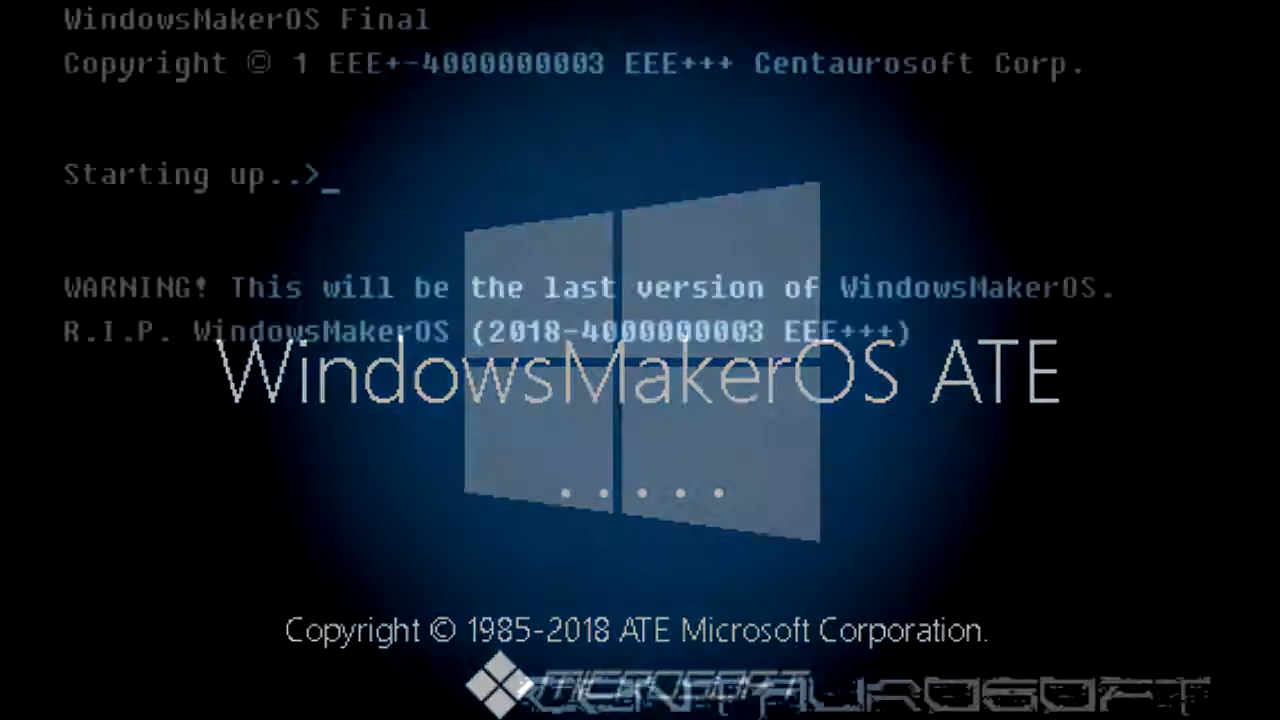 WindowsMakerOS Final
Copyright © 1 EEE+-4000000003 EEE+++ Centaurosoft Corp.
Starting up..>_
WARNING! This will be the last version of WindowsMakerOS.
R.I.P. WindowsMakerOS (2018-4000000003 EEE+++)
WindowsMakerOS ATE
Copyright © 1985-2018 ATE Microsoft Corporation.
CENTAUROSOFT